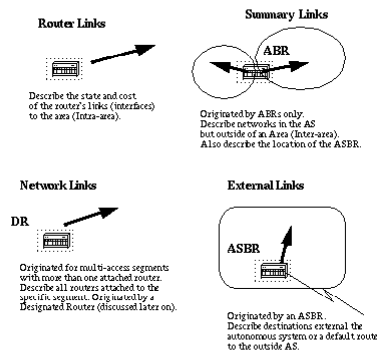 Router Links
Describe the state and cost
of the router's links (interfaces)
to the area (Intra-area).
Summary Links
ABR
Originated by ABRs only.
Describe networks in the AS
but outside of an Area (Inter-area).
Also describe the location of the ASBR.
Network Links
DR
Originated for multi-access segments
with more than one attached router.
Describe all routers attached to the
specific segment. Originated by a
Designated Router (discussed later on).
External Links
ASBR
Originated by an ASBR.
Describe destinations external the
autonomous system or a default route
to the outside AS.